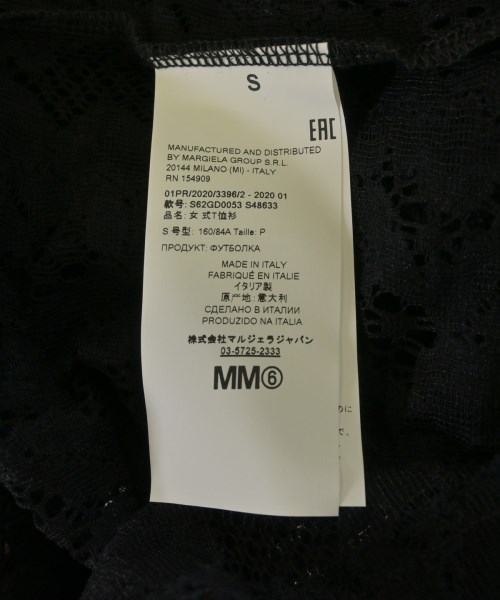 S
EAC
MANUFACTURED AND DISTRIBUTED
BY MARGIELA GROUP S.R.L.
20144 MILANO (MI) - ITALY
RN 154909
01PR/2020/3396/2 - 2020 01
款号: S62GD0053 S48633
品名: 女 式T恤衫
S 号型: 160/84A Taille: P
ПРОДУКТ: ФУТБОЛКА
MADE IN ITALY
FABRIQUÉ EN ITALIE
イタリア製
原产地: 意大利
СДЕЛАНО В ИТАЛИИ
PRODUZIDO NA ITALIA
株式会社マルジェラジャパン
03-5725-2333
MM⑥
のに
で、